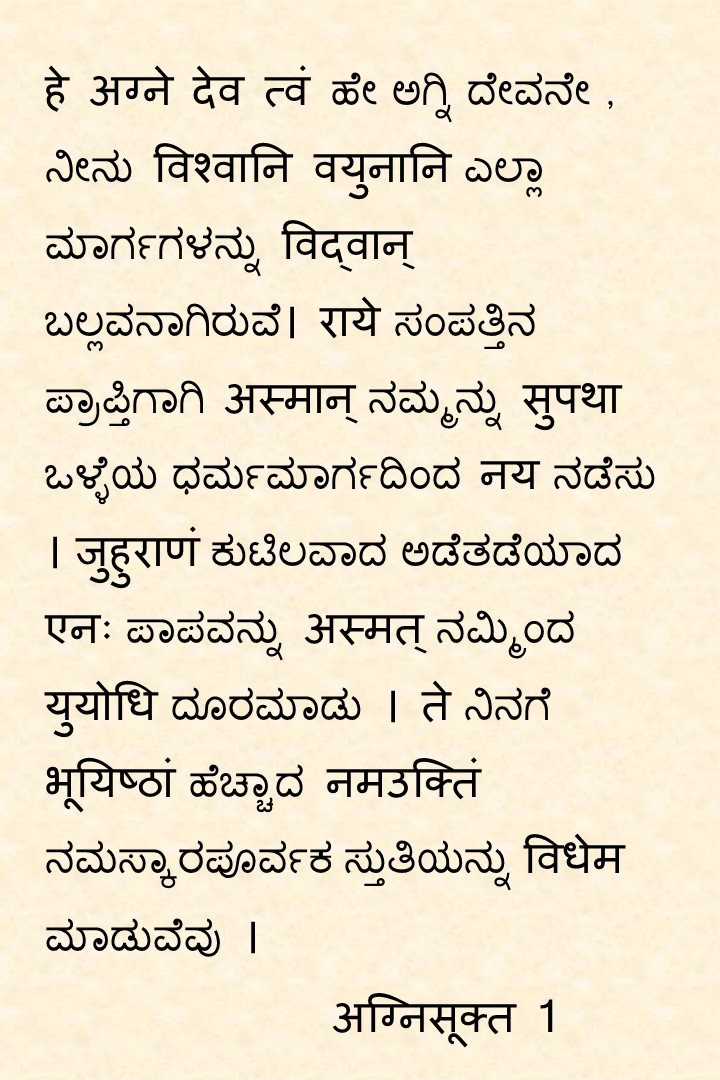 हे अग्ने देव त्वं ಹೇ ಅಗ್ನಿ ದೇವನೇ ,
ನೀನು विश्वानि वयुनानि ಎಲ್ಲಾ
ಮಾರ್ಗಗಳನ್ನು विद्‌वान्
ಬಲ್ಲವನಾಗಿರುವೆ। राये ಸಂಪತ್ತಿನ
ಪ್ರಾಪ್ತಿಗಾಗಿ अस्मान् ನಮ್ಮನ್ನು सुपथा
ಒಳ್ಳೆಯ ಧರ್ಮಮಾರ್ಗದಿಂದ नय ನಡೆಸು
। जुहुराणं ಕುಟಿಲವಾದ ಅಡೆತಡೆಯಾದ
एनः ಪಾಪವನ್ನು अस्मत् ನಮ್ಮಿಂದ
युयोधि ದೂರಮಾಡು । ते ನಿನಗೆ
भूयिष्ठां ಹೆಚ್ಚಾದ नमउक्तिं
ನಮಸ್ಕಾರಪೂರ್ವಕ ಸ್ತುತಿಯನ್ನು विधेम
ಮಾಡುವೆವು ।
अग्निसूक्त 1